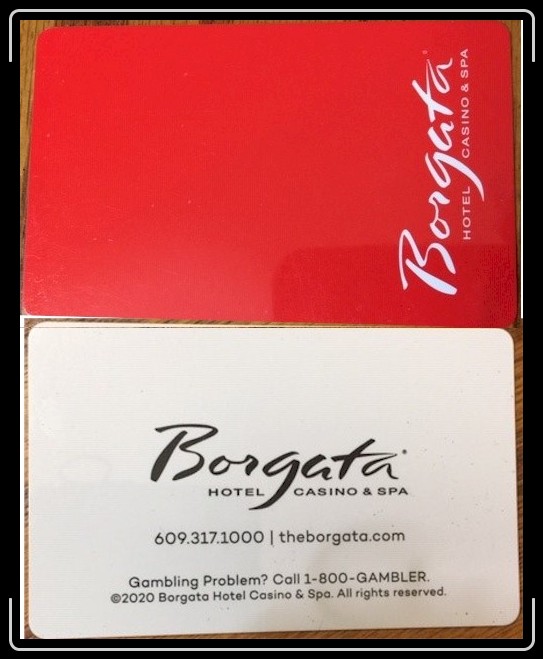 Borgata
HOTEL CASINO & SPA
Borgata
HOTEL CASINO & SPA
609.317.1000 | theborgata.com
Gambling Problem? Call 1-800-GAMBLER.
©2020 Borgata Hotel Casino & Spa. All rights reserved.